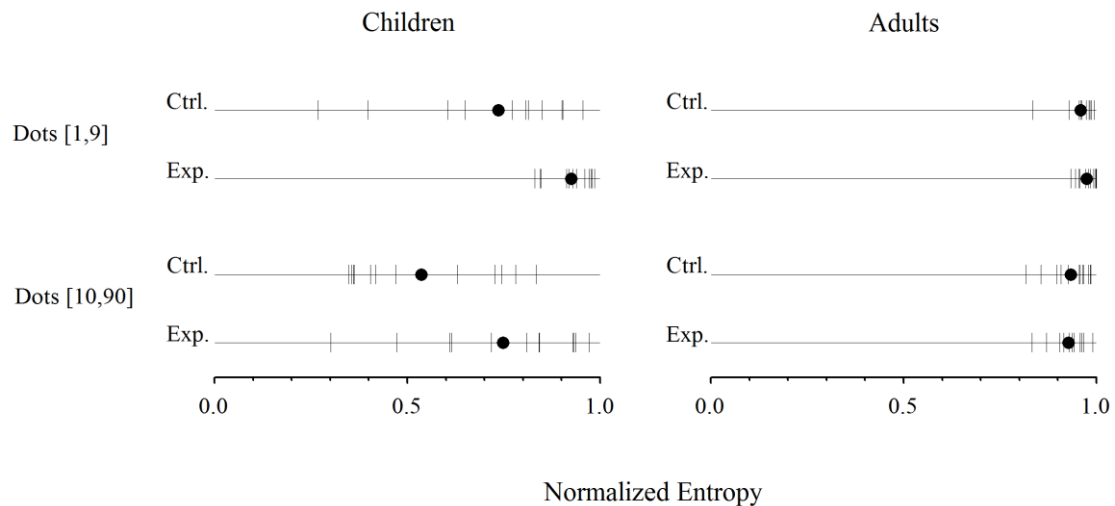 Children
Adults
Dots [1,9]
Ctrl.
Ctrl.
Exp.
Exp.
Dots [10,90]
Ctrl.
Ctrl.
Exp.
Exp.
0.0 0.5 1.0
0.0 0.5 1.0
Normalized Entropy